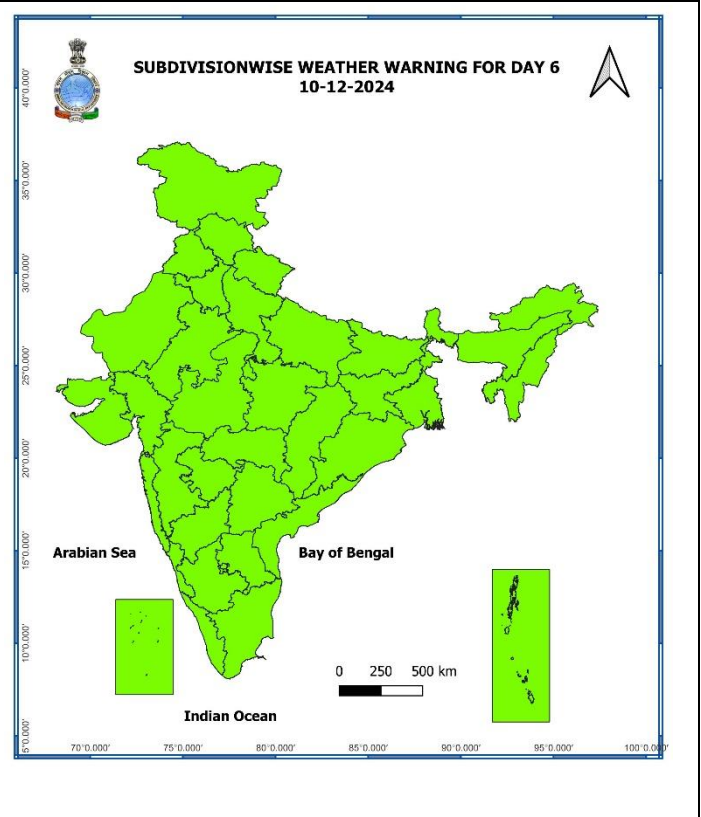 SUBDIVISIONWISE WEATHER WARNING FOR DAY 6
10-12-2024
40°0.000'
35°0.000'
30°0.000'
25°0.000'
20°0.000'
15°0.000'
10°0.000'
5°0.000'
Arabian Sea
Bay of Bengal
0 250 500 km
Indian Ocean
70°0.000' 75°0.000' 80°0.000' 85°0.000' 90°0.000' 95°0.000' 100°0.000'